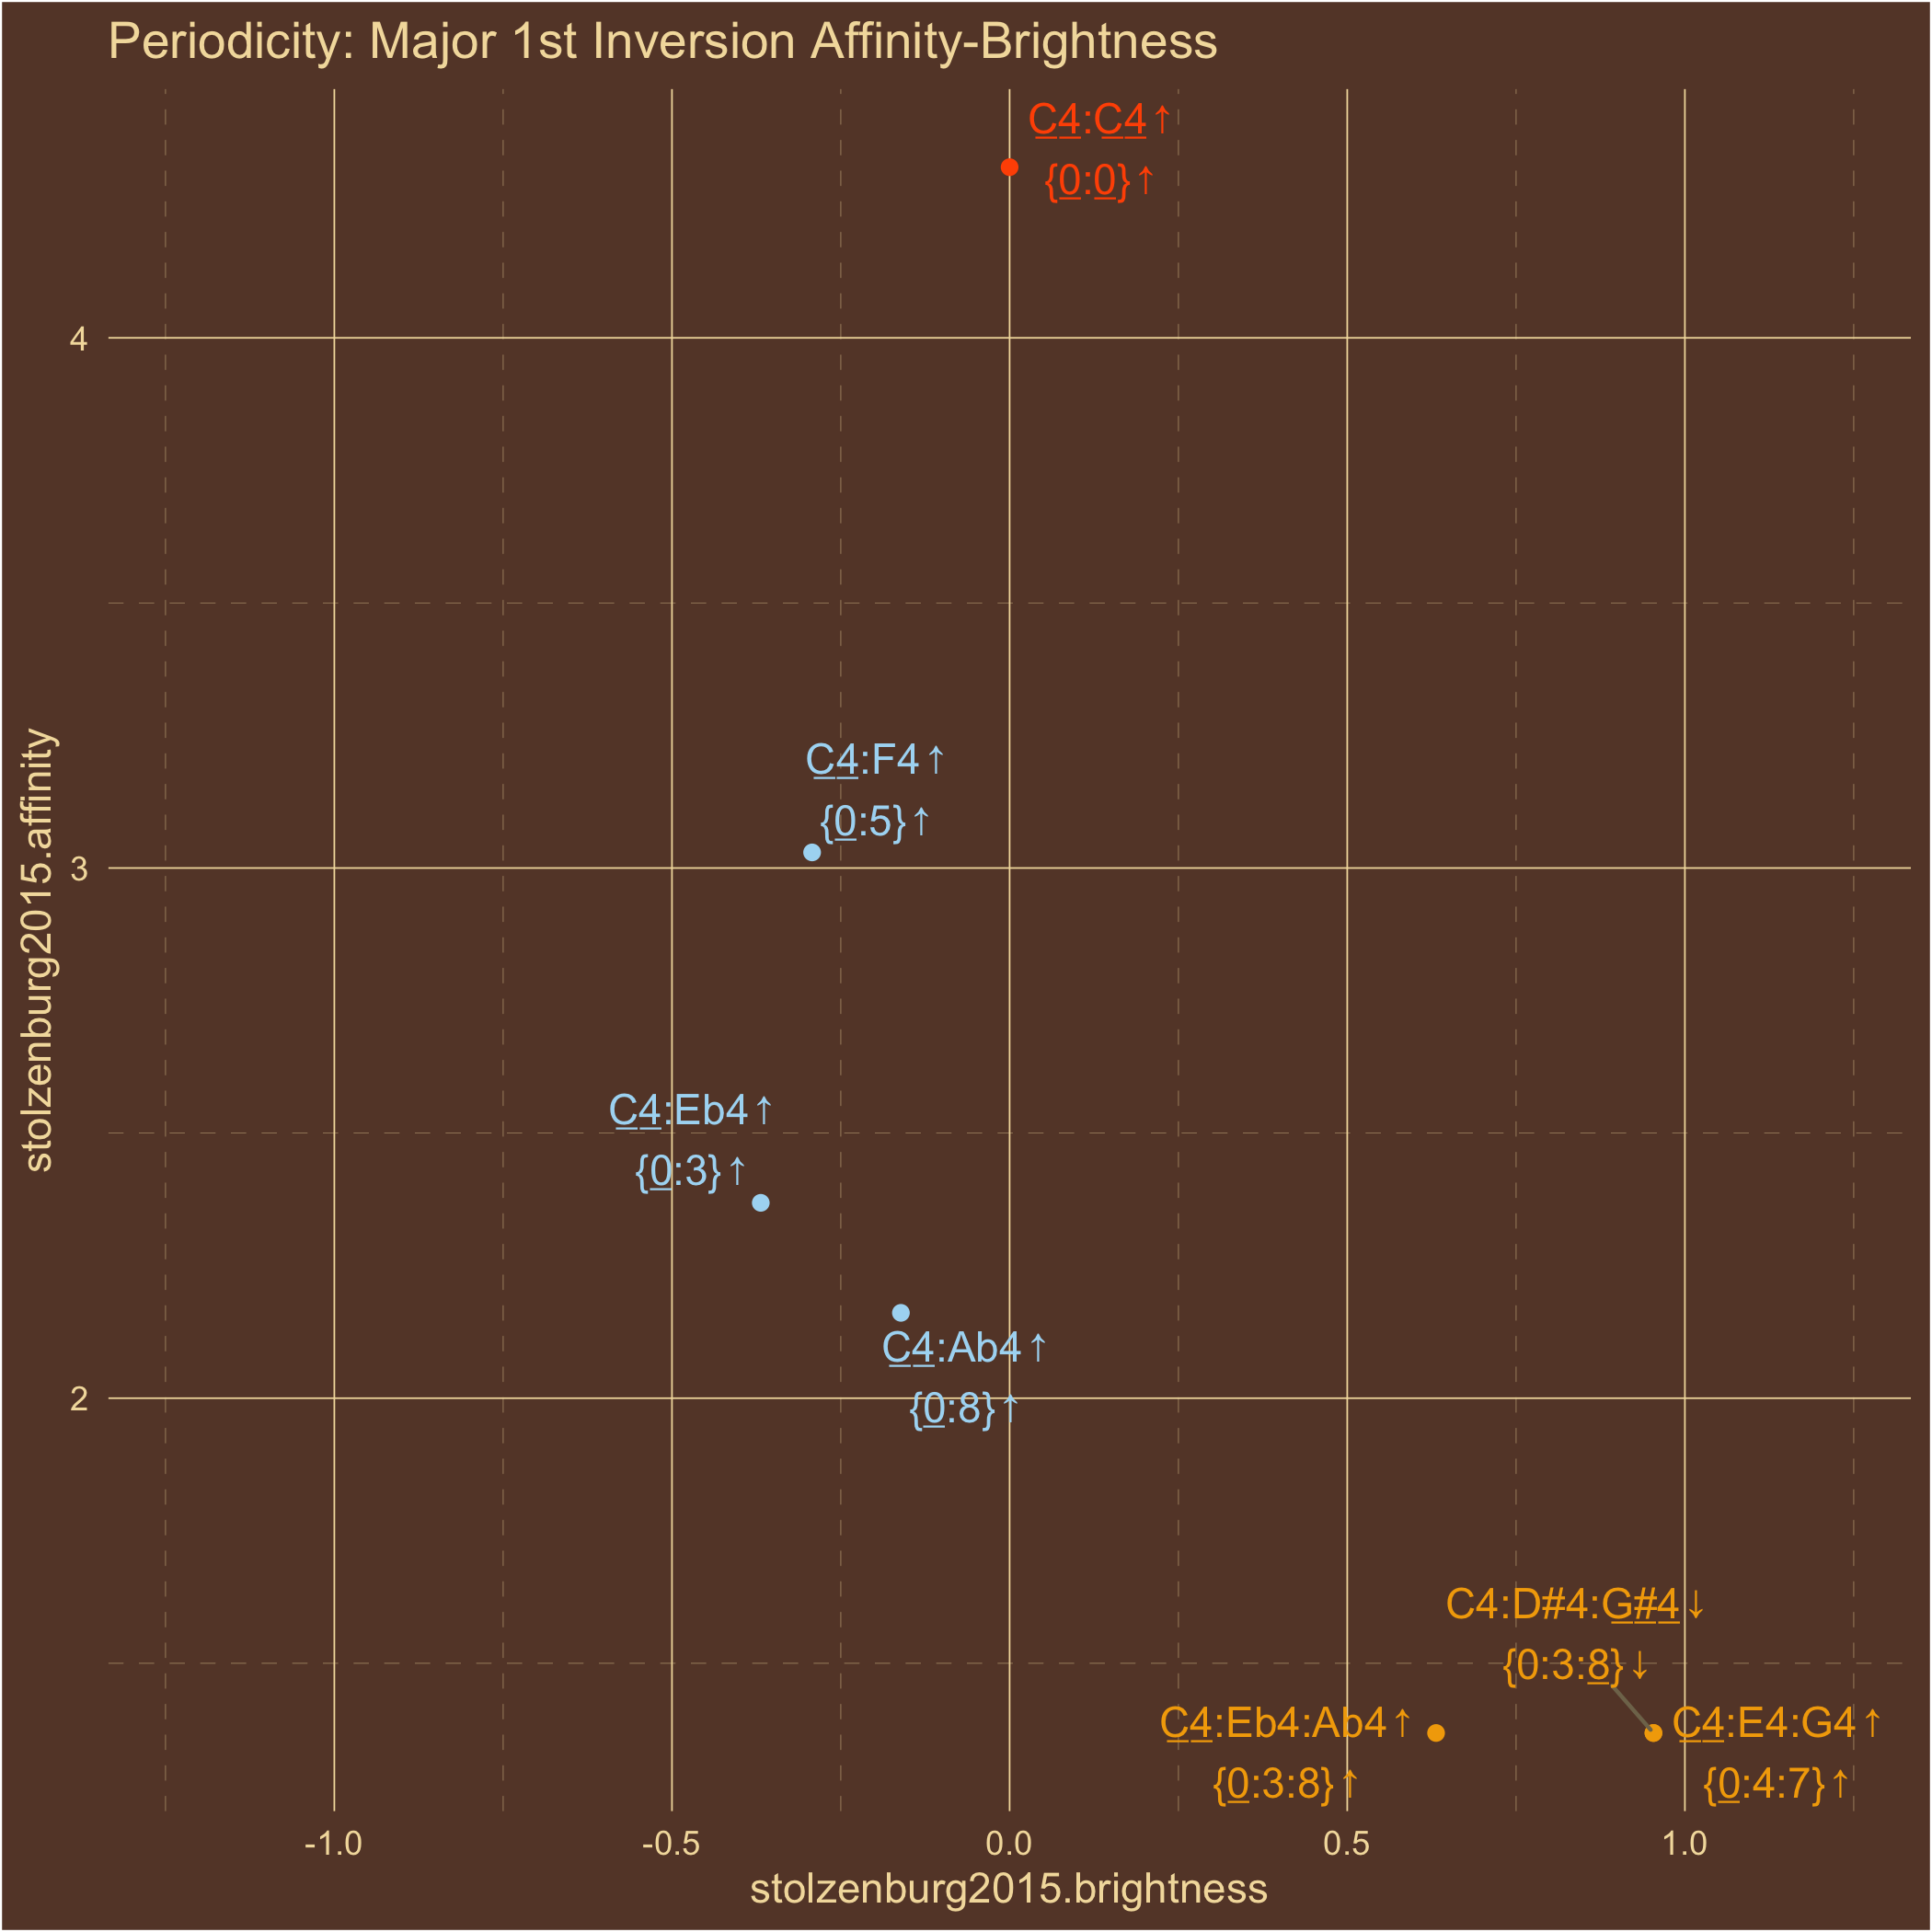 Periodicity: Major 1st Inversion Affinity-Brightness
C4:C4↑
{0:0}↑
4
C4:F4↑
{0:5}↑
3
stolzenburg2015.affinity
C4:Eb4↑
{0:3}↑
C4:Ab4↑
{0:8}↑
2
C4:D#4:G#4↓
{0:3:8}↓
C4:Eb4:Ab4↑
{0:3:8}↑
C4:E4:G4↑
{0:4:7}↑
-1.0 -0.5 0.0 0.5 1.0
stolzenburg2015.brightness